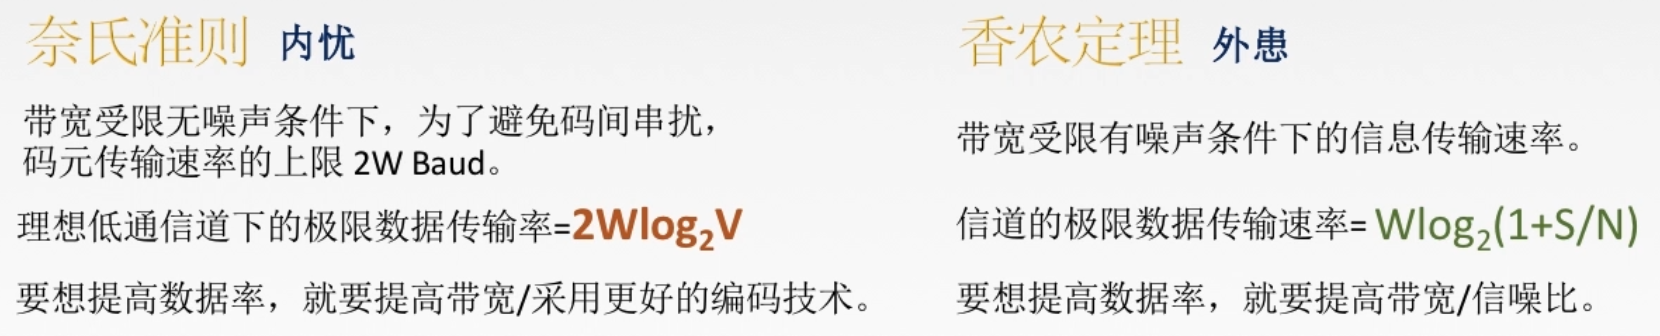 奈氏准则 内忧
带宽受限无噪声条件下，为了避免码间串扰，
码元传输速率的上限 2W Baud。
理想低通信道下的极限数据传输率=2Wlog₂V
要想提高数据率，就要提高带宽/采用更好的编码技术。
香农定理 外患
带宽受限有噪声条件下的信息传输速率。
信道的极限数据传输速率= Wlog₂(1+S/N)
要想提高数据率，就要提高带宽/信噪比。